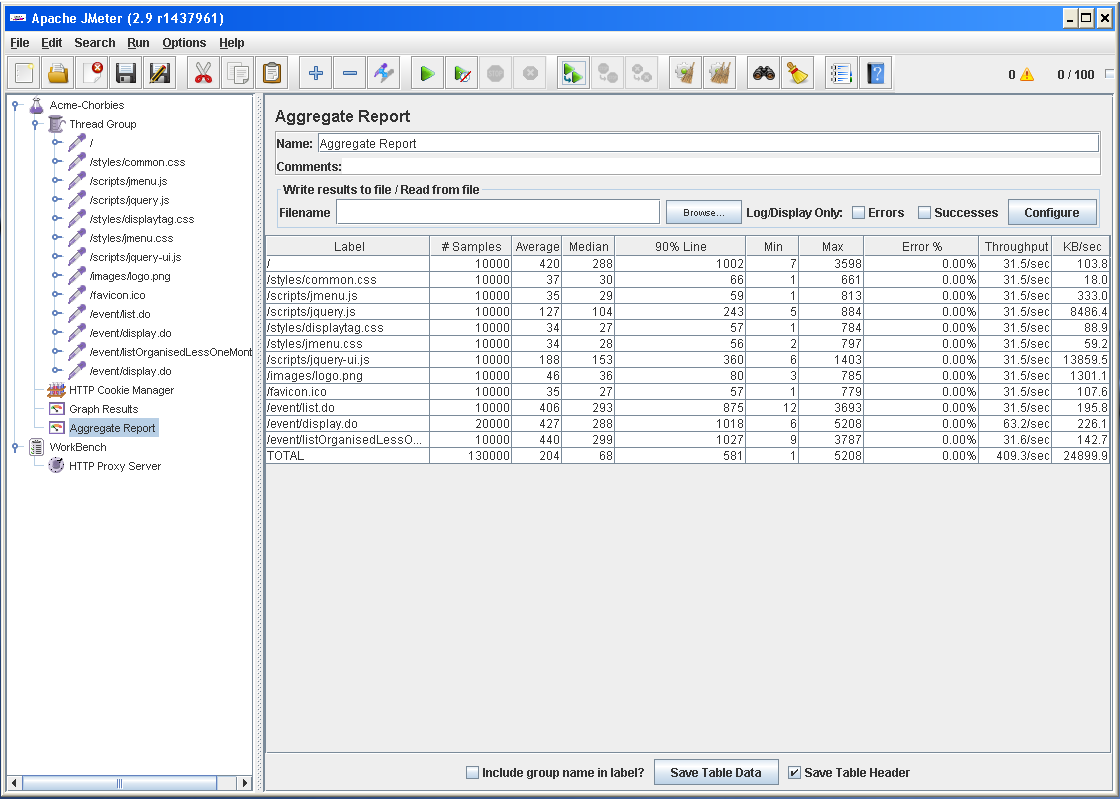 Apache JMeter (2.9 r1437961)
File Edit Search Run Options Help
0 0 / 100
Acme-Chorbies
Thread Group
/
/styles/common.css
/scripts/jmenu.js
/scripts/jquery.js
/styles/displaytag.css
/styles/jmenu.css
/scripts/jquery-ui.js
/images/logo.png
/favicon.ico
/event/list.do
/event/display.do
/event/listOrganisedLessOneMont
/event/display.do
HTTP Cookie Manager
Graph Results
Aggregate Report
WorkBench
HTTP Proxy Server
Aggregate Report
Name: Aggregate Report
Comments:
Write results to file / Read from file
Filename Browse... Log/Display Only: Errors Successes Configure
Label # Samples Average Median 90% Line Min Max Error % Throughput KB/sec
/ 10000 420 288 1002 7 3598 0.00% 31.5/sec 103.8
/styles/common.css 10000 37 30 66 1 661 0.00% 31.5/sec 18.0
/scripts/jmenu.js 10000 35 29 59 1 813 0.00% 31.5/sec 333.0
/scripts/jquery.js 10000 127 104 243 5 884 0.00% 31.5/sec 8486.4
/styles/displaytag.css 10000 34 27 57 1 784 0.00% 31.5/sec 88.9
/styles/jmenu.css 10000 34 28 56 2 797 0.00% 31.5/sec 59.2
/scripts/jquery-ui.js 10000 188 153 360 6 1403 0.00% 31.5/sec 13859.5
/images/logo.png 10000 46 36 80 3 785 0.00% 31.5/sec 1301.1
/favicon.ico 10000 35 27 57 1 779 0.00% 31.5/sec 107.6
/event/list.do 10000 406 293 875 12 3693 0.00% 31.5/sec 195.8
/event/display.do 20000 427 288 1018 6 5208 0.00% 63.2/sec 226.1
/event/listOrganisedLessO... 10000 440 299 1027 9 3787 0.00% 31.6/sec 142.7
TOTAL 130000 204 68 581 1 5208 0.00% 409.3/sec 24899.9
Include group name in label? Save Table Data Save Table Header